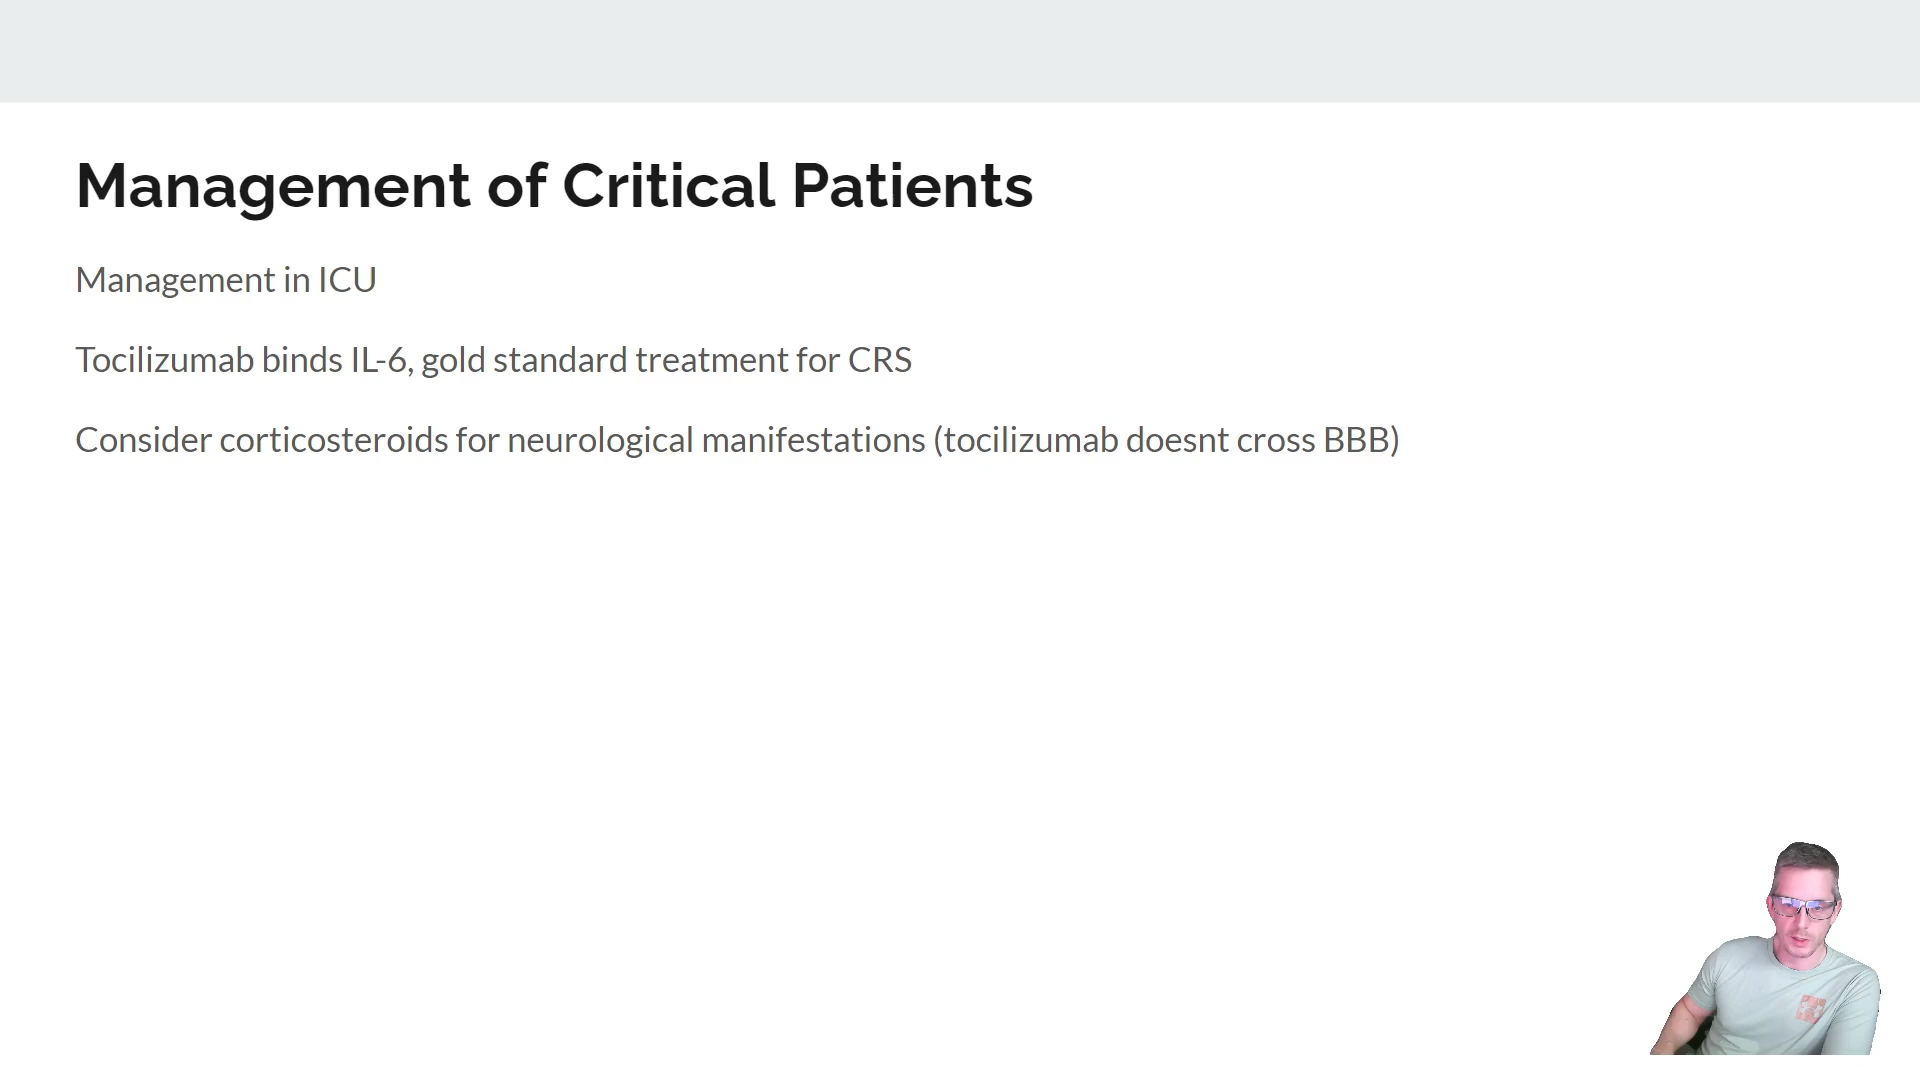 Management of Critical Patients
Management in ICU
Tocilizumab binds IL-6, gold standard treatment for CRS
Consider corticosteroids for neurological manifestations (tocilizumab doesnt cross BBB)